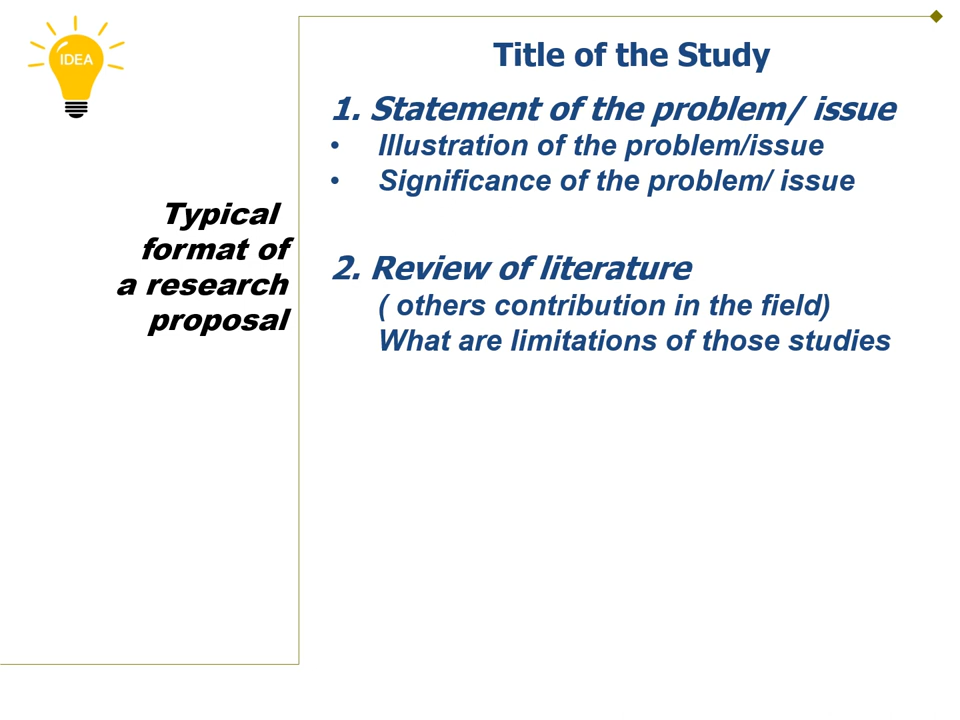 IDEA
Typical
format of
a research
proposal
Title of the Study
1. Statement of the problem/ issue
• Illustration of the problem/issue
• Significance of the problem/ issue
2. Review of literature
( others contribution in the field)
What are limitations of those studies